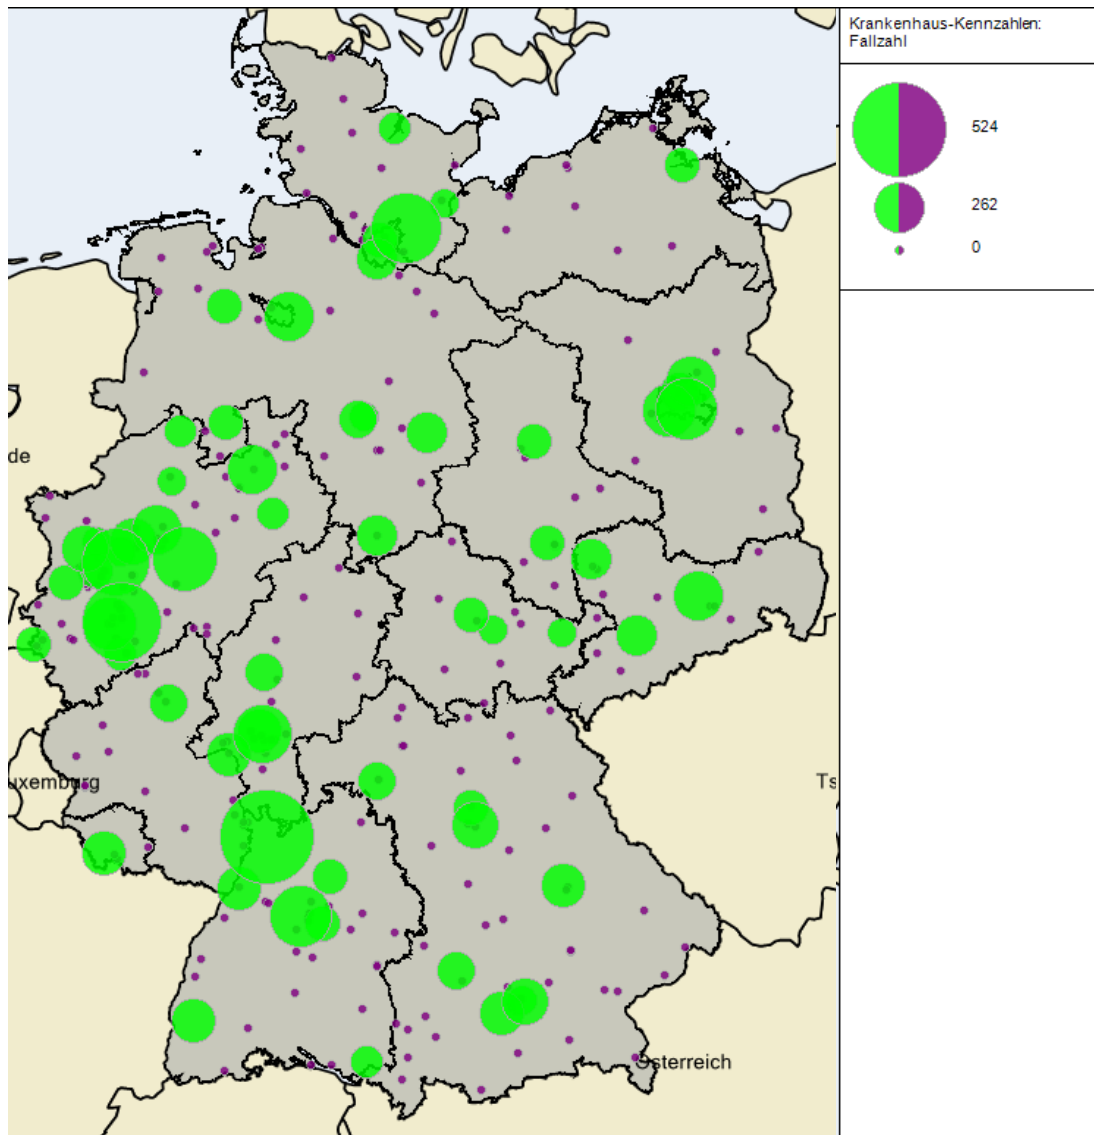 Krankenhaus-Kennzahlen:
Fallzahl
524
262
0
de
uxemburg
Ts
Österreich